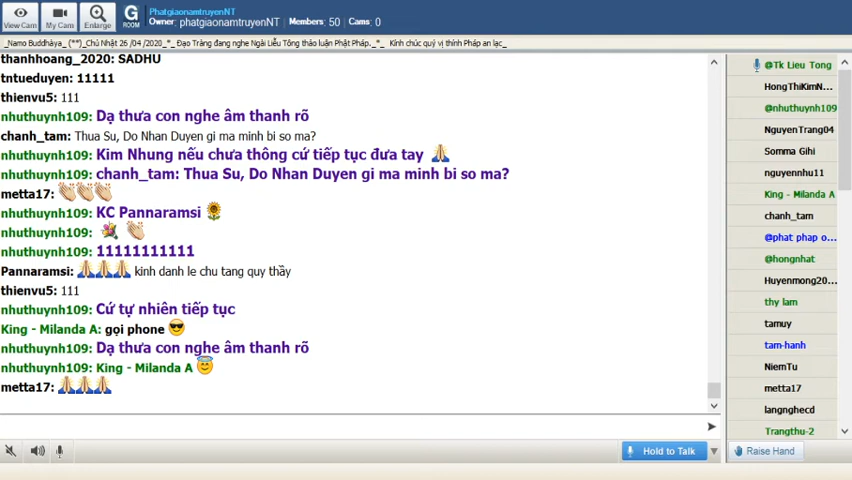 View Cam
My Cam
Enlarge
G
ROOM
PhatgiaonamtruyenNT
Owner: phatgiaonamtruyenNT Members: 50 Cams: 0
_Namo Buddhàya_ (**)_Chủ Nhật 26 /04 /2020_*_ Đạo Tràng đang nghe Ngài Liễu Tông thảo luận Phật Pháp._*_ Kính chúc quý vị thính Pháp an lạc_
thanhhoang_2020: SADHU
tntueduyen: 11111
thienvu5: 111
nhuthuynh109: Dạ thưa con nghe âm thanh rõ
chanh_tam: Thua Su, Do Nhan Duyen gi ma minh bi so ma?
nhuthuynh109: Kim Nhung nếu chưa thông cứ tiếp tục đưa tay 🙏
nhuthuynh109: chanh_tam: Thua Su, Do Nhan Duyen gi ma minh bi so ma?
metta17: 👏👏👏
nhuthuynh109: KC Pannaramsi 🌻
nhuthuynh109: 💐 👏
nhuthuynh109: 11111111111
Pannaramsi: 🙏🙏🙏 kinh danh le chu tang quy thầy
thienvu5: 111
nhuthuynh109: Cứ tự nhiên tiếp tục
King - Milanda A: gọi phone 😎
nhuthuynh109: Dạ thưa con nghe âm thanh rõ
nhuthuynh109: King - Milanda A 😇
metta17: 🙏🙏🙏
@Tk Lieu Tong
HongThiKimN...
@nhuthuynh109
NguyenTrang04
Somma Gihi
nguyennhu11
King - Milanda A
chanh_tam
@phat phap o...
@hongnhat
Huyenmong20...
thy lam
tamuy
tam-hanh
NiemTu
metta17
langnghecd
Trangthu-2
Hold to Talk
Raise Hand